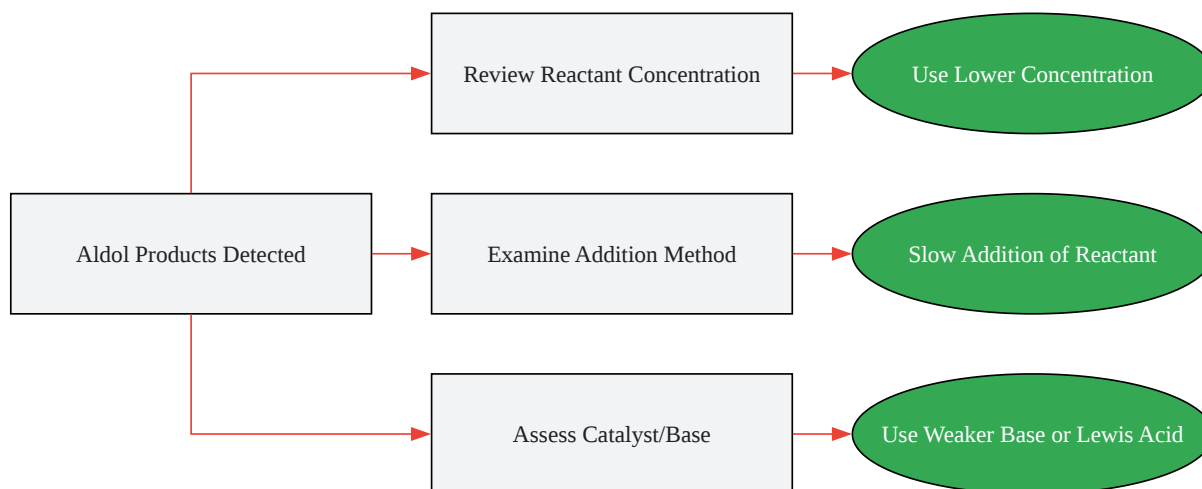 Review Reactant Concentration
Use Lower Concentration
Aldol Products Detected
Examine Addition Method
Slow Addition of Reactant
Assess Catalyst/Base
Use Weaker Base or Lewis Acid